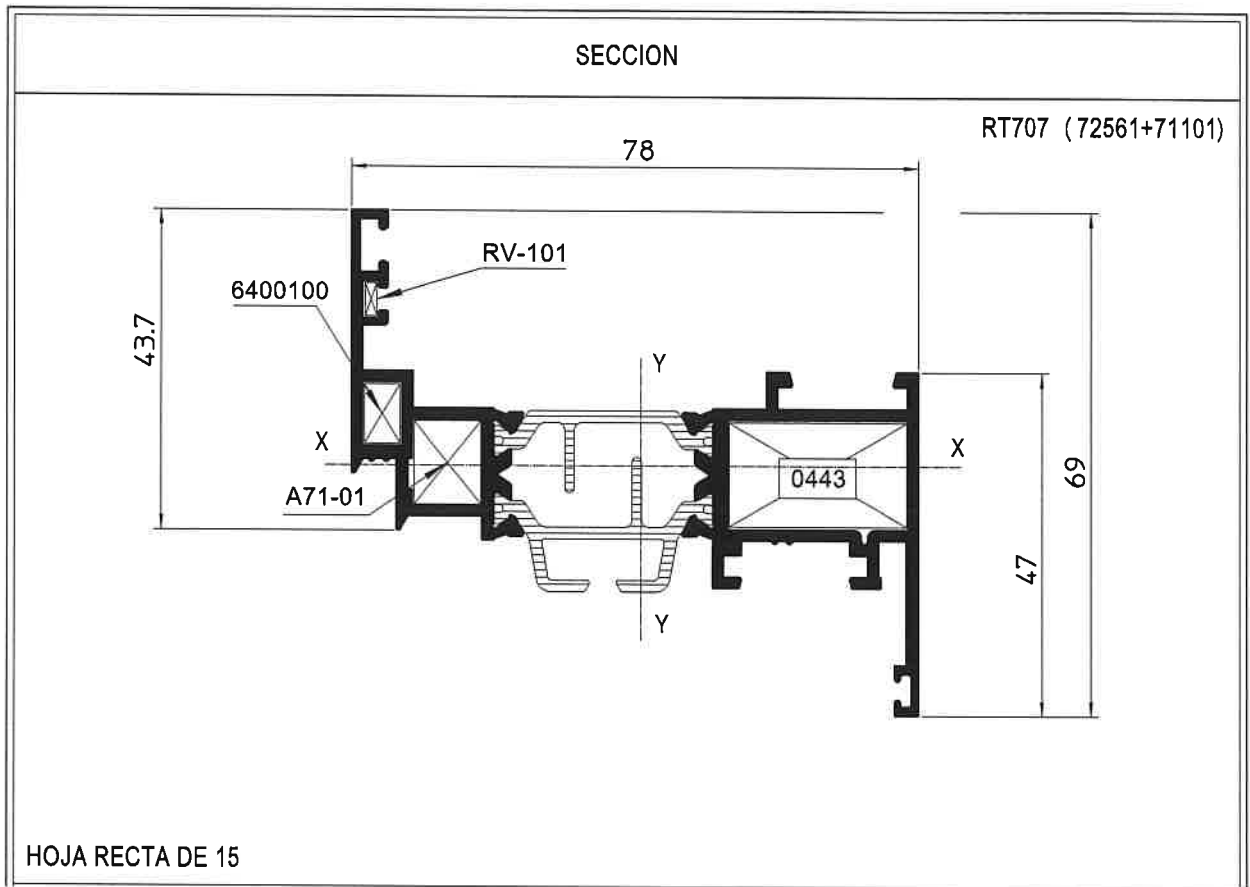 SECCION
RT707 (72561+71101)
78
RV-101
6400100
43.7
Y
X
X
0443
A71-01
69
47
Y
HOJA RECTA DE 15